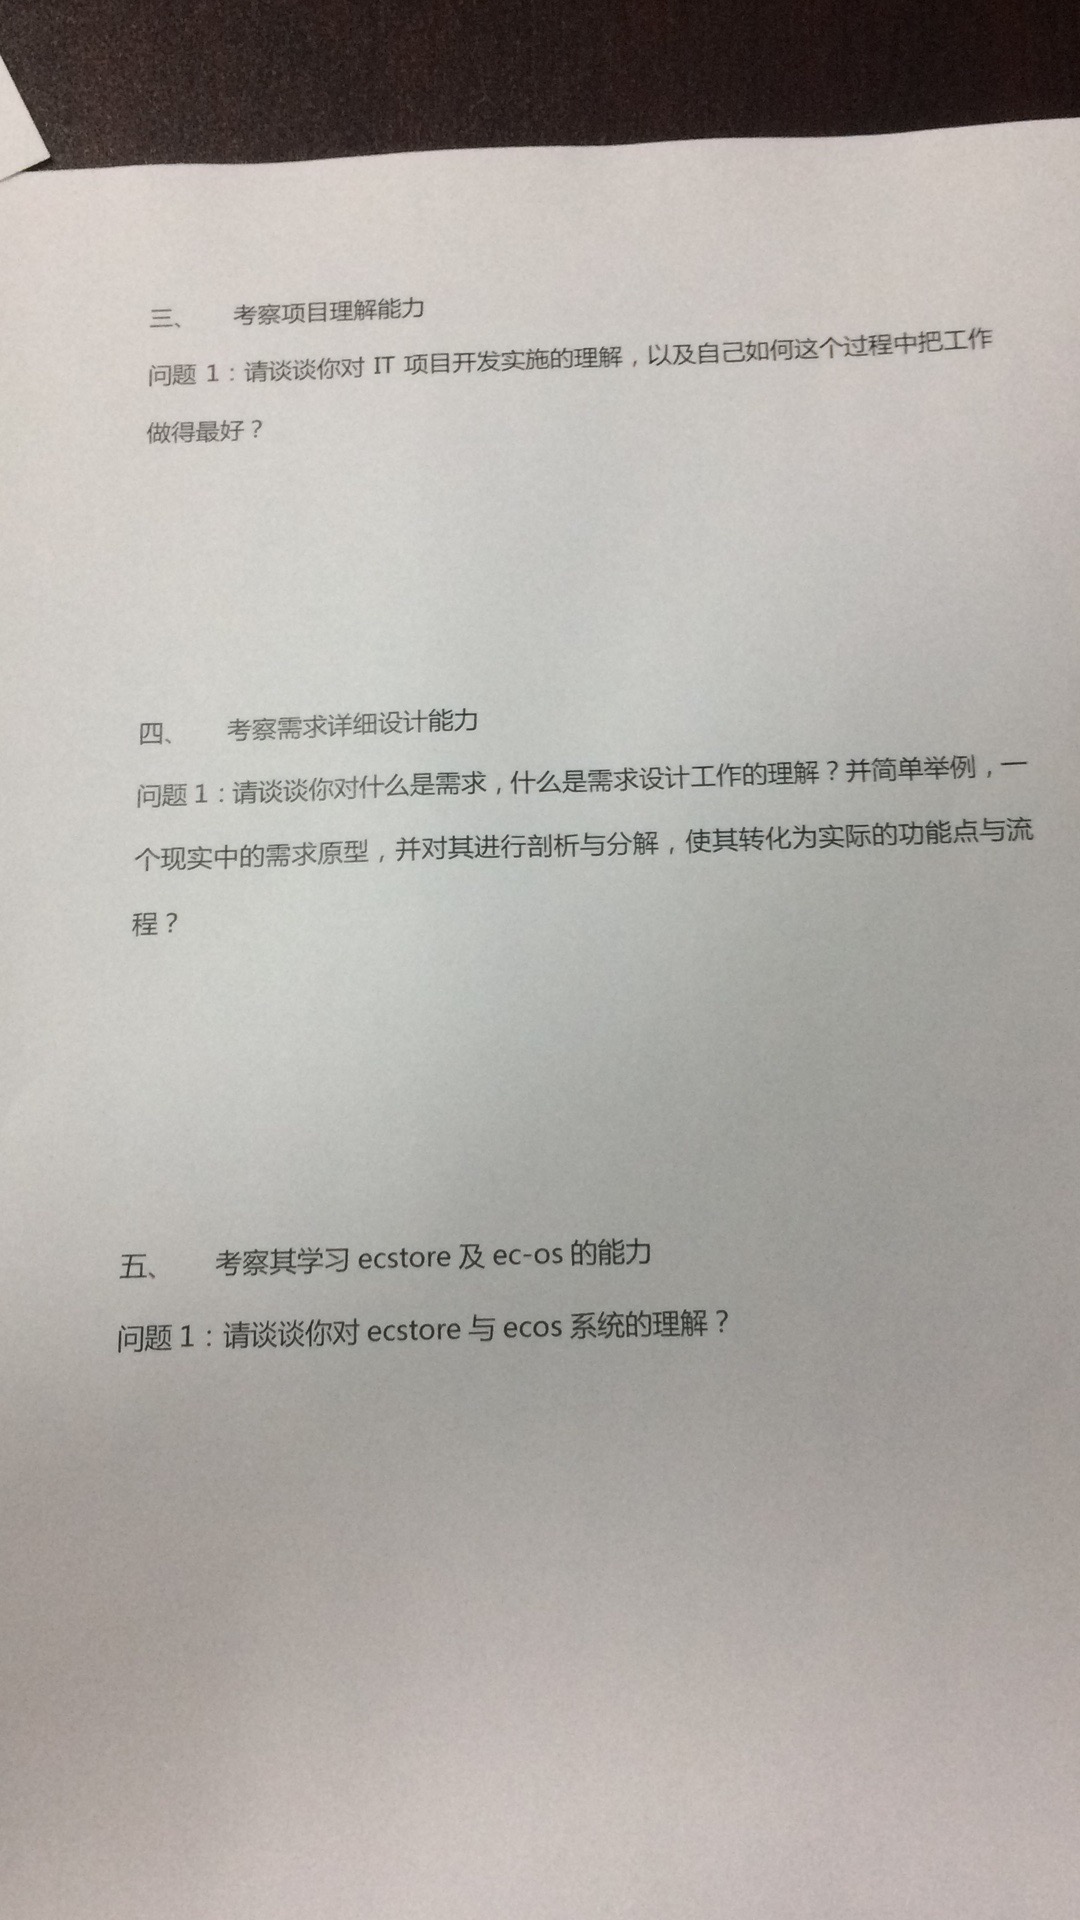 三、 考察项目理解能力
问题 1：请谈谈你对 IT 项目开发实施的理解，以及自己如何这个过程中把工作
做得最好？
四、 考察需求详细设计能力
问题 1：请谈谈你对什么是需求，什么是需求设计工作的理解？并简单举例，一
个现实中的需求原型，并对其进行剖析与分解，使其转化为实际的功能点与流
程？
五、 考察其学习 ecstore 及 ec-os 的能力
问题 1：请谈谈你对 ecstore 与 ecos 系统的理解？